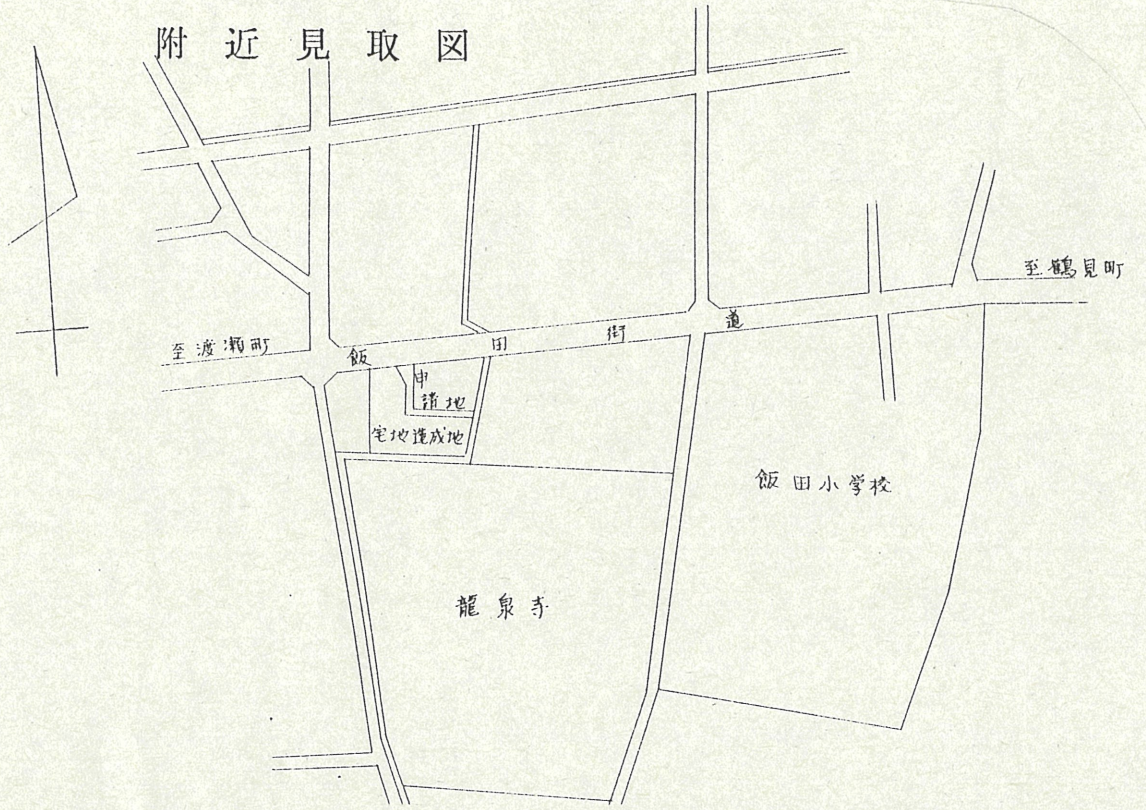 附近見取図
至鶴見町
至渡瀬町
飯田街道
申
請地
宅地造成地
飯田小学校
龍泉寺